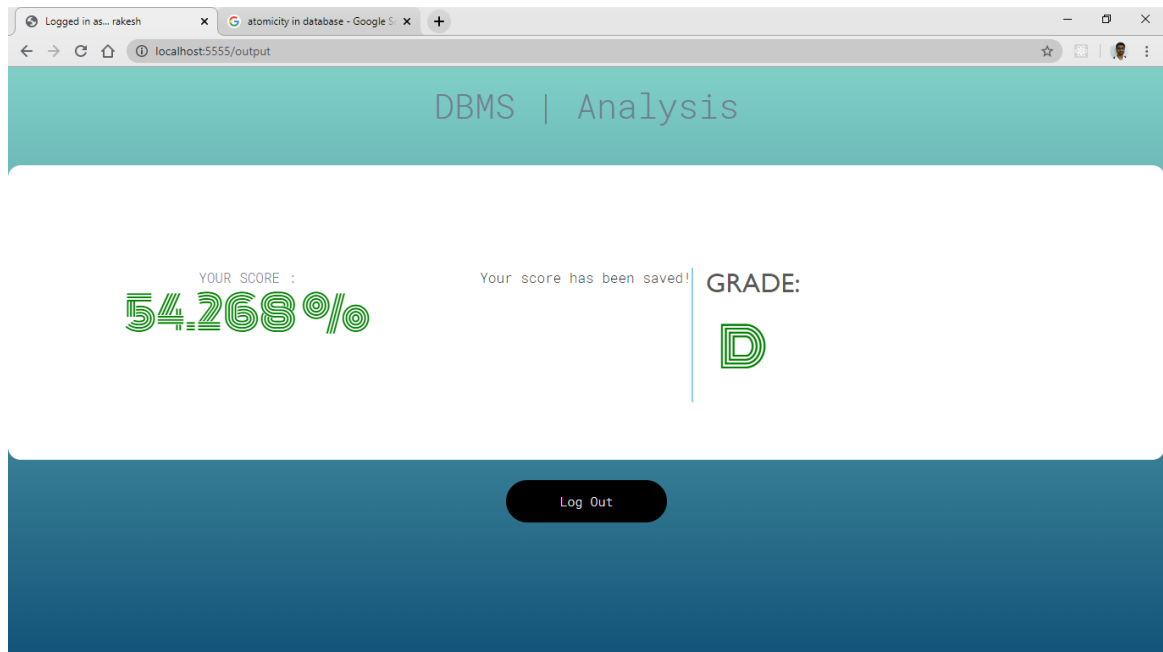 Logged in as... rakesh
atomicity in database - Google S
localhost:5555/output
DBMS | Analysis
YOUR SCORE :
54.268%
Your score has been saved!
GRADE:
D
Log Out